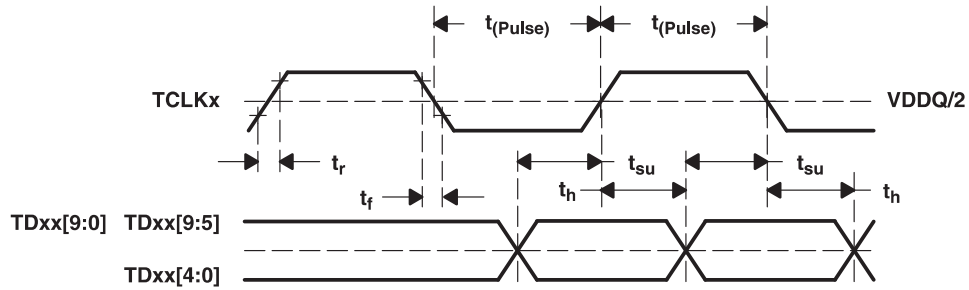 t(Pulse) t(Pulse)
TCLKx VDDQ/2
tr tsu tsu
tf th th
TDxx[9:0] TDxx[9:5]
TDxx[4:0]